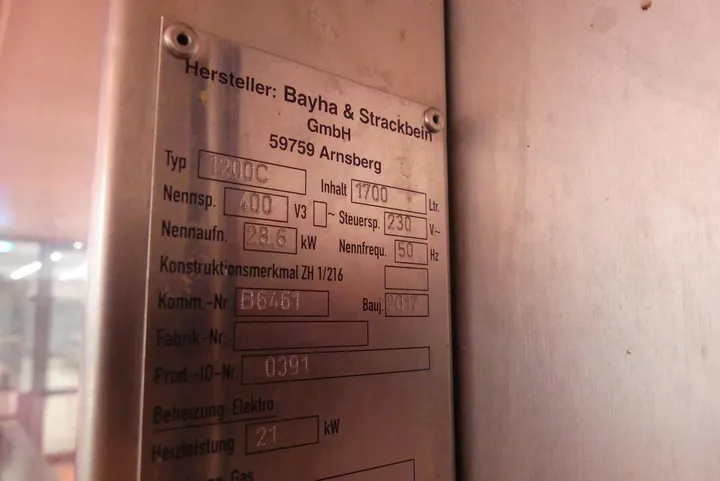 Hersteller: Bayha & Strackbein
GmbH
59759 Arnsberg
Typ 1200C Inhalt 1700 Ltr.
Nennsp. 400 V3 ~ Steuersp. 230 V.~
Nennaufn. 28.6 kW Nennfrequ. 50 Hz
Konstruktionsmerkmal ZH 1/216
Komm.-Nr. B6461 Bauj. 2017
Fabrik-Nr.
Prod.-ID-Nr. 0391
Beheizung Elektro
Heizleistung 21 kW
Gas